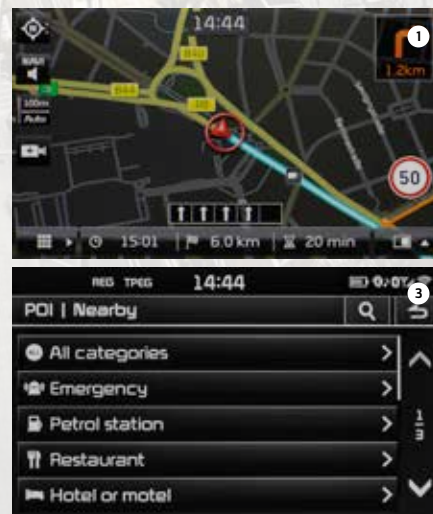 14:44
1
1.2km
B40
NAVI
B44
100m
Auto
50
15:01 6.0 km 20 min
REG TPEG 14:44
3
POI | Nearby
All categories
Emergency
1
3
Petrol station
Restaurant
Hotel or motel